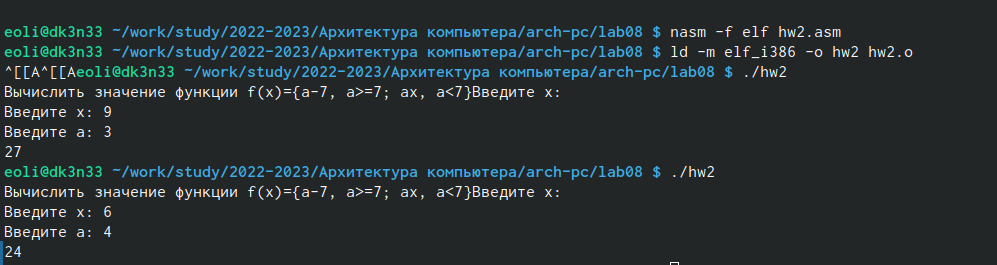 eoli@dk3n33 ~/work/study/2022-2023/Архитектура компьютера/arch-pc/lab08 $ nasm -f elf hw2.asm
eoli@dk3n33 ~/work/study/2022-2023/Архитектура компьютера/arch-pc/lab08 $ ld -m elf_i386 -o hw2 hw2.o
^[[A^[[Aeoli@dk3n33 ~/work/study/2022-2023/Архитектура компьютера/arch-pc/lab08 $ ./hw2
Вычислить значение функции f(x)={a-7, a>=7; ax, a<7}Введите x:
Введите x: 9
Введите a: 3
27
eoli@dk3n33 ~/work/study/2022-2023/Архитектура компьютера/arch-pc/lab08 $ ./hw2
Вычислить значение функции f(x)={a-7, a>=7; ax, a<7}Введите x:
Введите x: 6
Введите a: 4
24